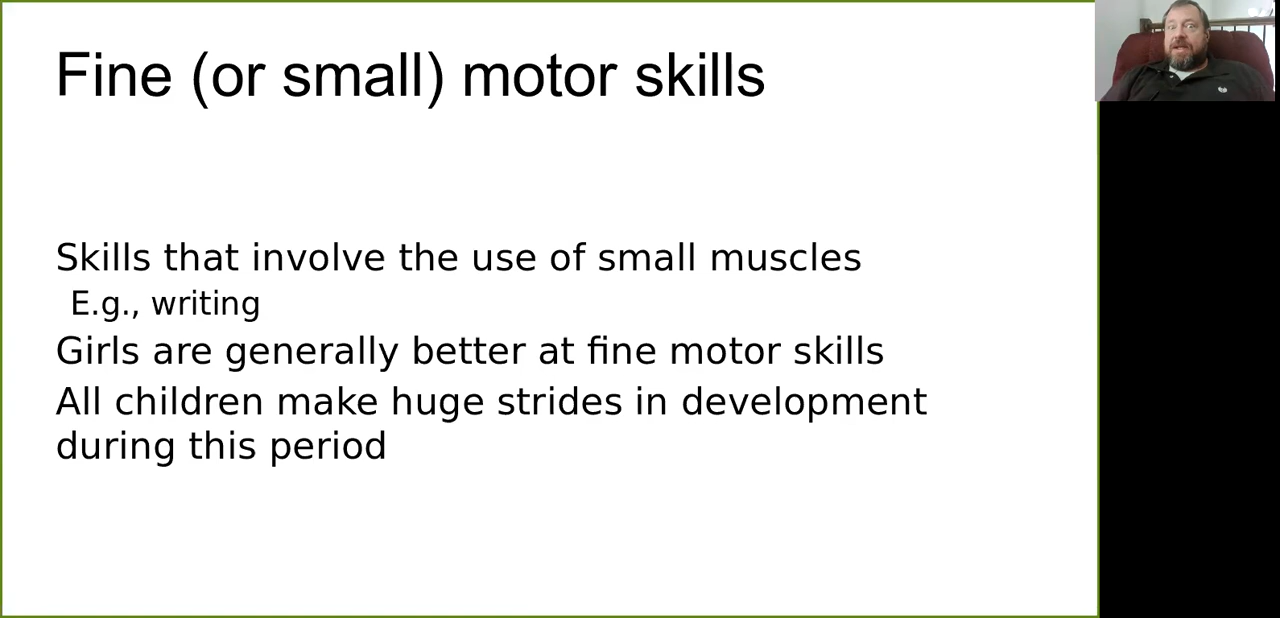 Fine (or small) motor skills
Skills that involve the use of small muscles
E.g., writing
Girls are generally better at fine motor skills
All children make huge strides in development
during this period